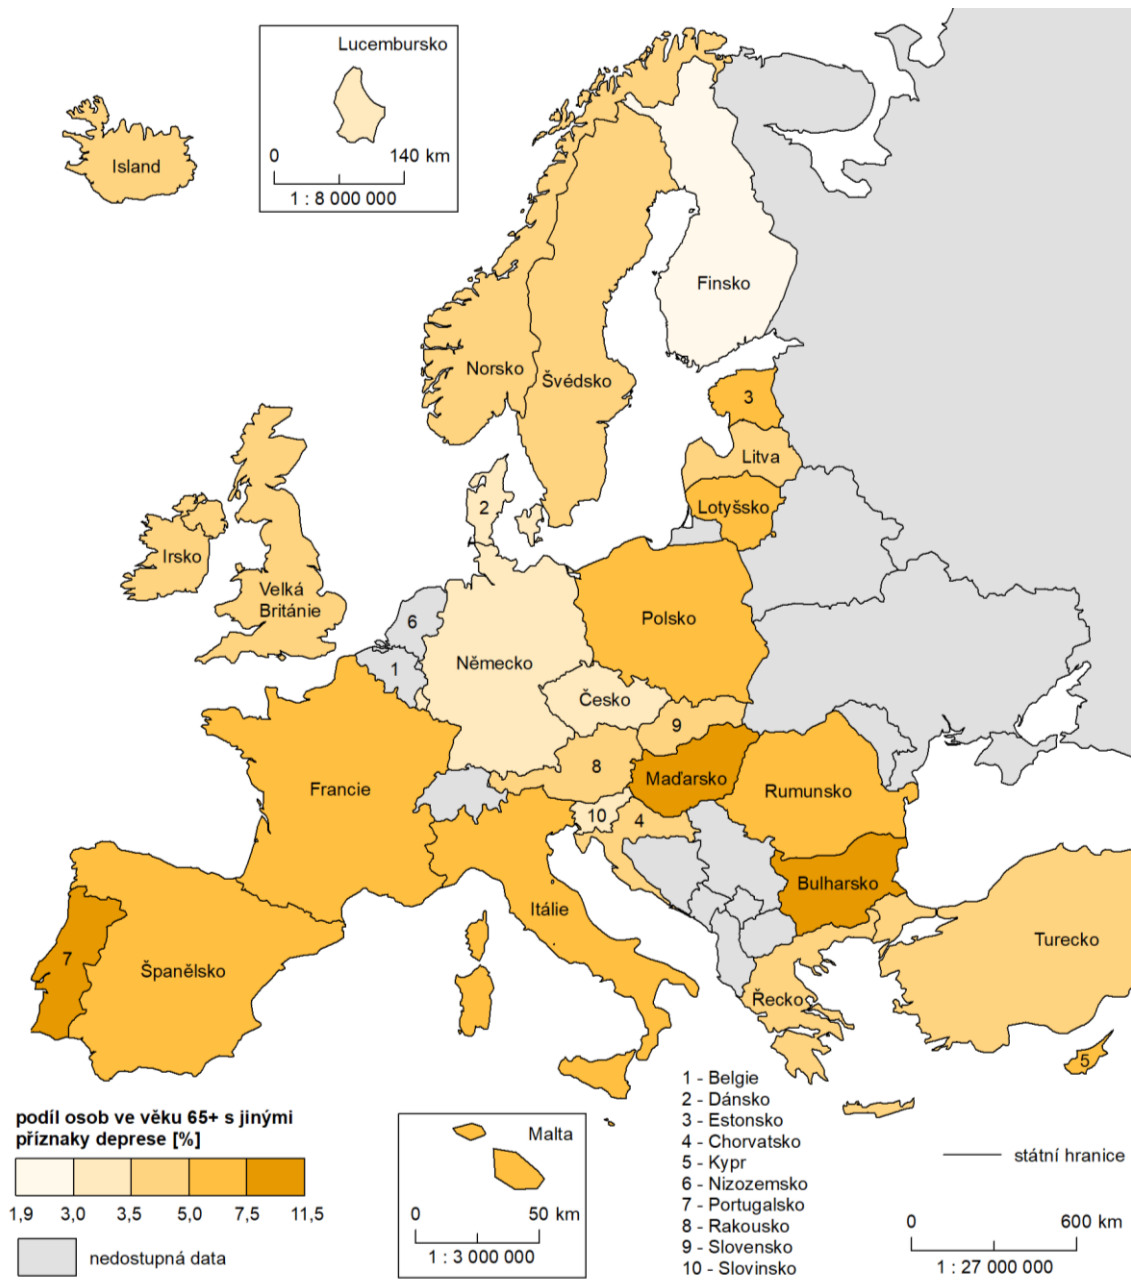 Lucembursko
0 140 km
1 : 8 000 000
Island
Finsko
Norsko
Švédsko
3
Litva
Lotyšsko
2
Irsko
Velká
Británie
6
1
Německo
Polsko
Česko
9
8
Maďarsko
Rumunsko
10
4
Francie
Bulharsko
Itálie
7
Španělsko
Turecko
Řecko
5
podíl osob ve věku 65+ s jinými
příznaky deprese [%]
1,9 3,0 3,5 5,0 7,5 11,5
nedostupná data
Malta
0 50 km
1 : 3 000 000
1 - Belgie
2 - Dánsko
3 - Estonsko
4 - Chorvatsko
5 - Kypr
6 - Nizozemsko
7 - Portugalsko
8 - Rakousko
9 - Slovensko
10 - Slovinsko
státní hranice
0 600 km
1 : 27 000 000